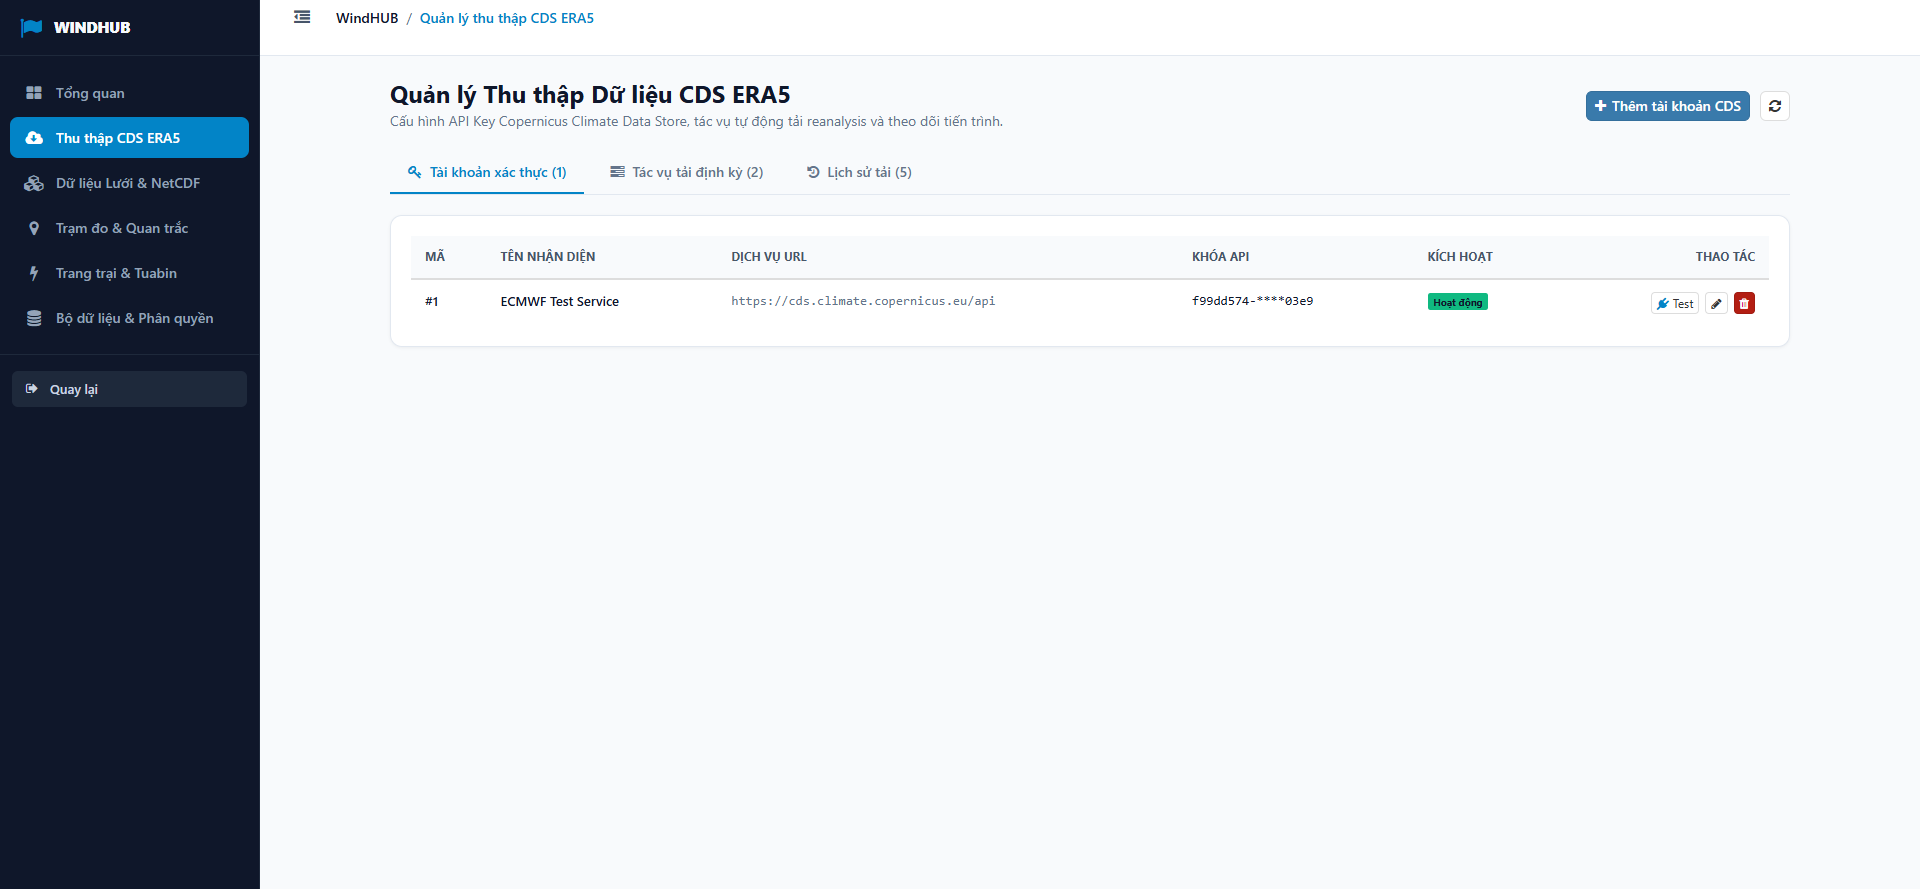 WINDHUB
WindHUB / Quản lý thu thập CDS ERA5
Tổng quan
Thu thập CDS ERA5
Dữ liệu Lưới & NetCDF
Trạm đo & Quan trắc
Trang trại & Tuabin
Bộ dữ liệu & Phân quyền
Quay lại
Quản lý Thu thập Dữ liệu CDS ERA5
Cấu hình API Key Copernicus Climate Data Store, tác vụ tự động tải reanalysis và theo dõi tiến trình.
Thêm tài khoản CDS
Tài khoản xác thực (1) Tác vụ tải định kỳ (2) Lịch sử tải (5)
MÃ TÊN NHẬN DIỆN DỊCH VỤ URL KHÓA API KÍCH HOẠT THAO TÁC
#1 ECMWF Test Service https://cds.climate.copernicus.eu/api f99dd574-****03e9 Hoạt động Test